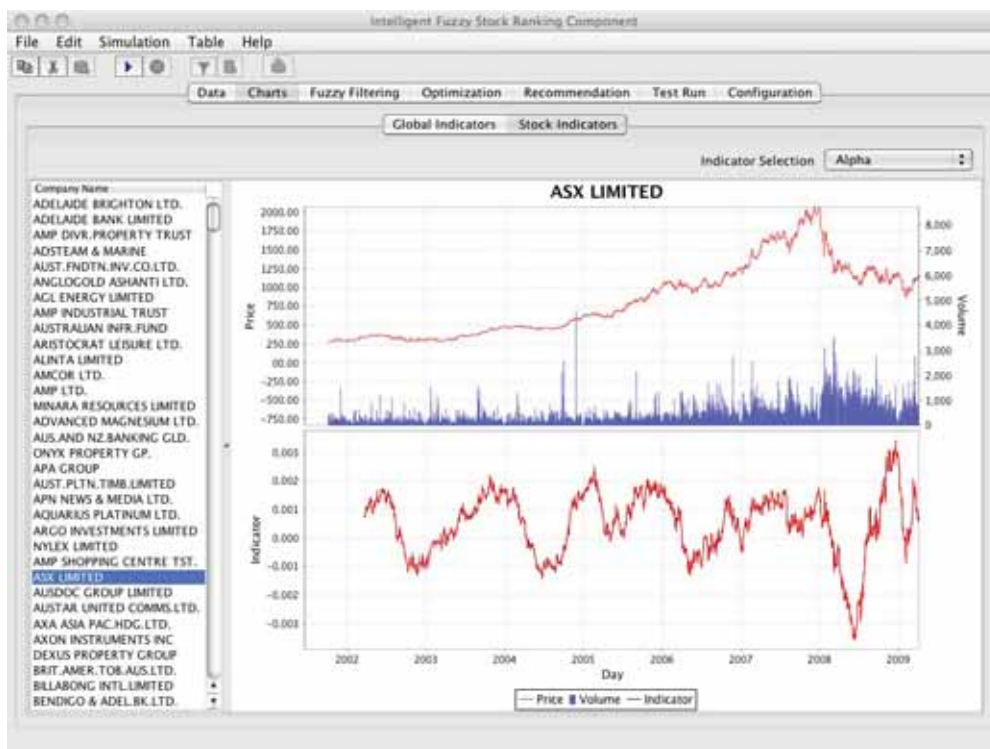 Intelligent Fuzzy Stock Ranking Component
File Edit Simulation Table Help
Data Charts Fuzzy Filtering Optimization Recommendation Test Run Configuration
Global Indicators Stock Indicators
Indicator Selection Alpha
Company Name
ADELAIDE BRIGHTON LTD.
ADELAIDE BANK LIMITED
AMP DIVR.PROPERTY TRUST
ADSTEAM & MARINE
AUST.FNDTN.INV.CO.LTD.
ANGLOGOLD ASHANTI LTD.
AGL ENERGY LIMITED
AMP INDUSTRIAL TRUST
AUSTRALIAN INFR.FUND
ARISTOCRAT LEISURE LTD.
ALINTA LIMITED
AMCOR LTD.
AMP LTD.
MINARA RESOURCES LIMITED
ADVANCED MAGNESIUM LTD.
AUS.AND NZ.BANKING GLD.
ONYX PROPERTY GP.
APA GROUP
AUST.PLTN.TIMB.LIMITED
APN NEWS & MEDIA LTD.
AQUARIUS PLATINUM LTD.
ARGO INVESTMENTS LIMITED
NYLEX LIMITED
AMP SHOPPING CENTRE TST.
ASX LIMITED
AUSDOC GROUP LIMITED
AUSTAR UNITED COMMS.LTD.
AXA ASIA PAC.HDG.LTD.
AXON INSTRUMENTS INC
DEXUS PROPERTY GROUP
BRIT.AMER.TOB.AUS.LTD.
BILLABONG INTL.LIMITED
BENDIGO & ADEL.BK.LTD.
ASX LIMITED
Price
2000.00
1750.00
1500.00
1250.00
1000.00
750.00
500.00
250.00
00.00
-250.00
-500.00
-750.00
8,000
7,000
6,000
5,000
4,000
3,000
2,000
1,000
0
Volume
Indicator
0.003
0.002
0.001
0.000
-0.001
-0.002
-0.003
2002 2003 2004 2005 2006 2007 2008 2009
Day
Price Volume Indicator